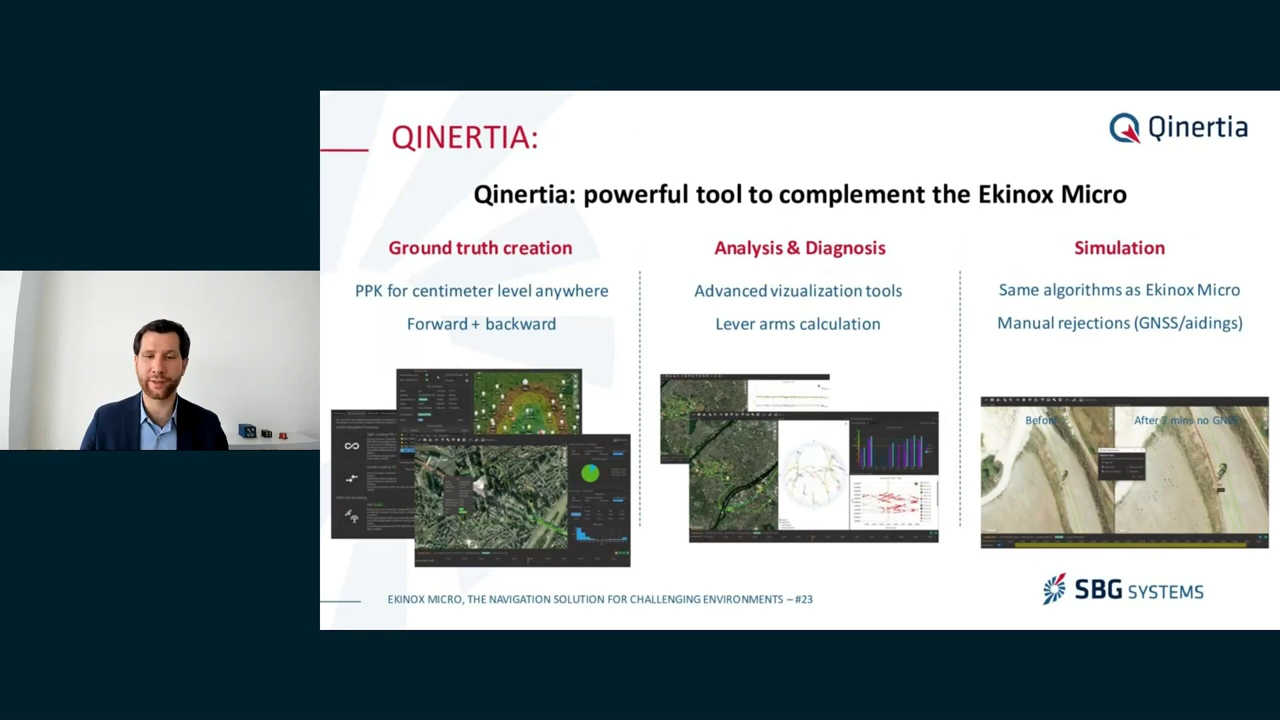 QINERTIA:
Qinertia
Qinertia: powerful tool to complement the Ekinox Micro
Ground truth creation
PPK for centimeter level anywhere
Forward + backward
Analysis & Diagnosis
Advanced vizualization tools
Lever arms calculation
Simulation
Same algorithms as Ekinox Micro
Manual rejections (GNSS/aidings)
Before
After 7 mins no GNSS
EKINOX MICRO, THE NAVIGATION SOLUTION FOR CHALLENGING ENVIRONMENTS – #23
SBG SYSTEMS